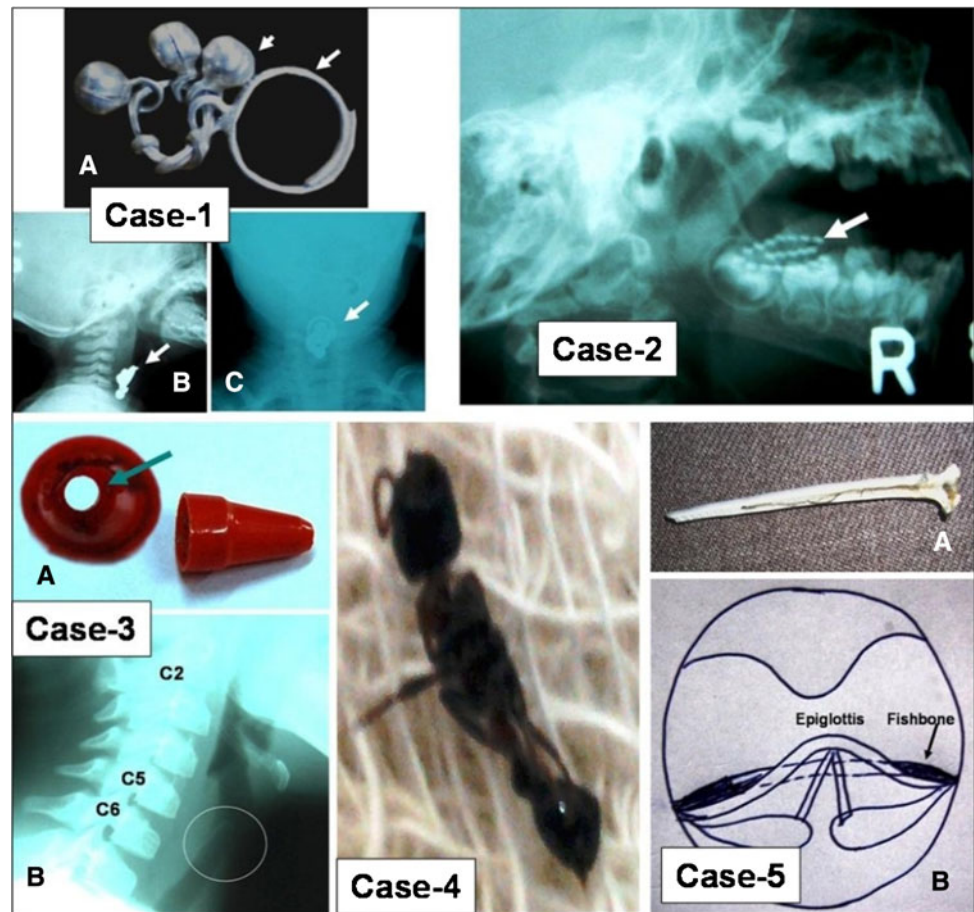 A
Case-1
B
C
Case-2
R
A
Case-3
C2
C5
C6
B
Case-4
A
Epiglottis Fishbone
Case-5
B